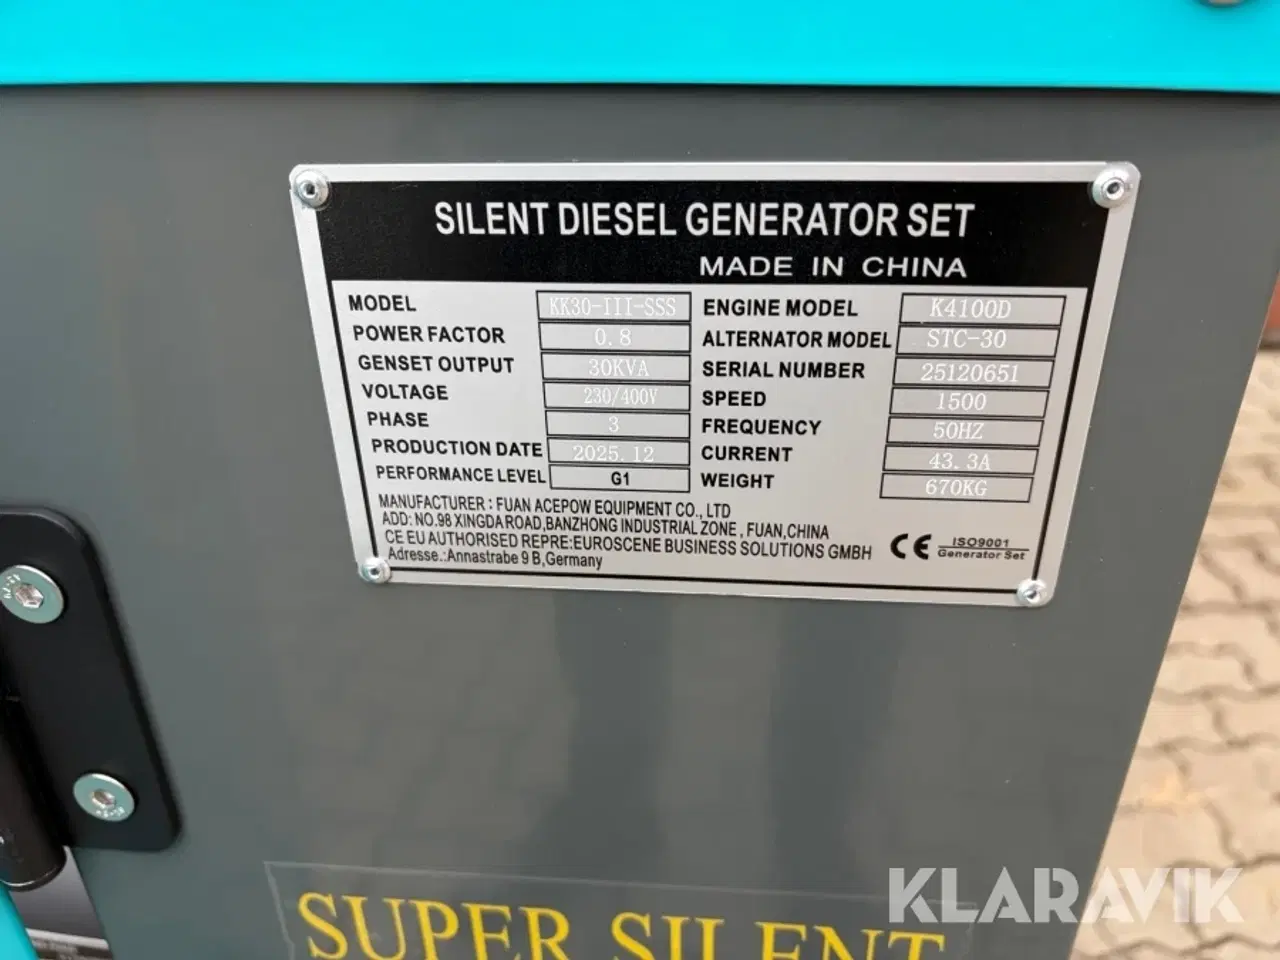 SILENT DIESEL GENERATOR SET
MADE IN CHINA
MODEL KK30-III-SSS ENGINE MODEL K4100D
POWER FACTOR 0.8 ALTERNATOR MODEL STC-30
GENSET OUTPUT 30KVA SERIAL NUMBER 25120651
VOLTAGE 230/400V SPEED 1500
PHASE 3 FREQUENCY 50HZ
PRODUCTION DATE 2025.12 CURRENT 43.3A
PERFORMANCE LEVEL G1 WEIGHT 670KG
MANUFACTURER : FUAN ACEPOW EQUIPMENT CO., LTD
ADD: NO.98 XINGDA ROAD,BANZHONG INDUSTRIAL ZONE , FUAN,CHINA
CE EU AUTHORISED REPRE:EUROSCENE BUSINESS SOLUTIONS GMBH
Adresse.:Annastrabe 9 B,Germany
CE ISO9001
Generator Set
SUPER SILENT
KLARAVIK